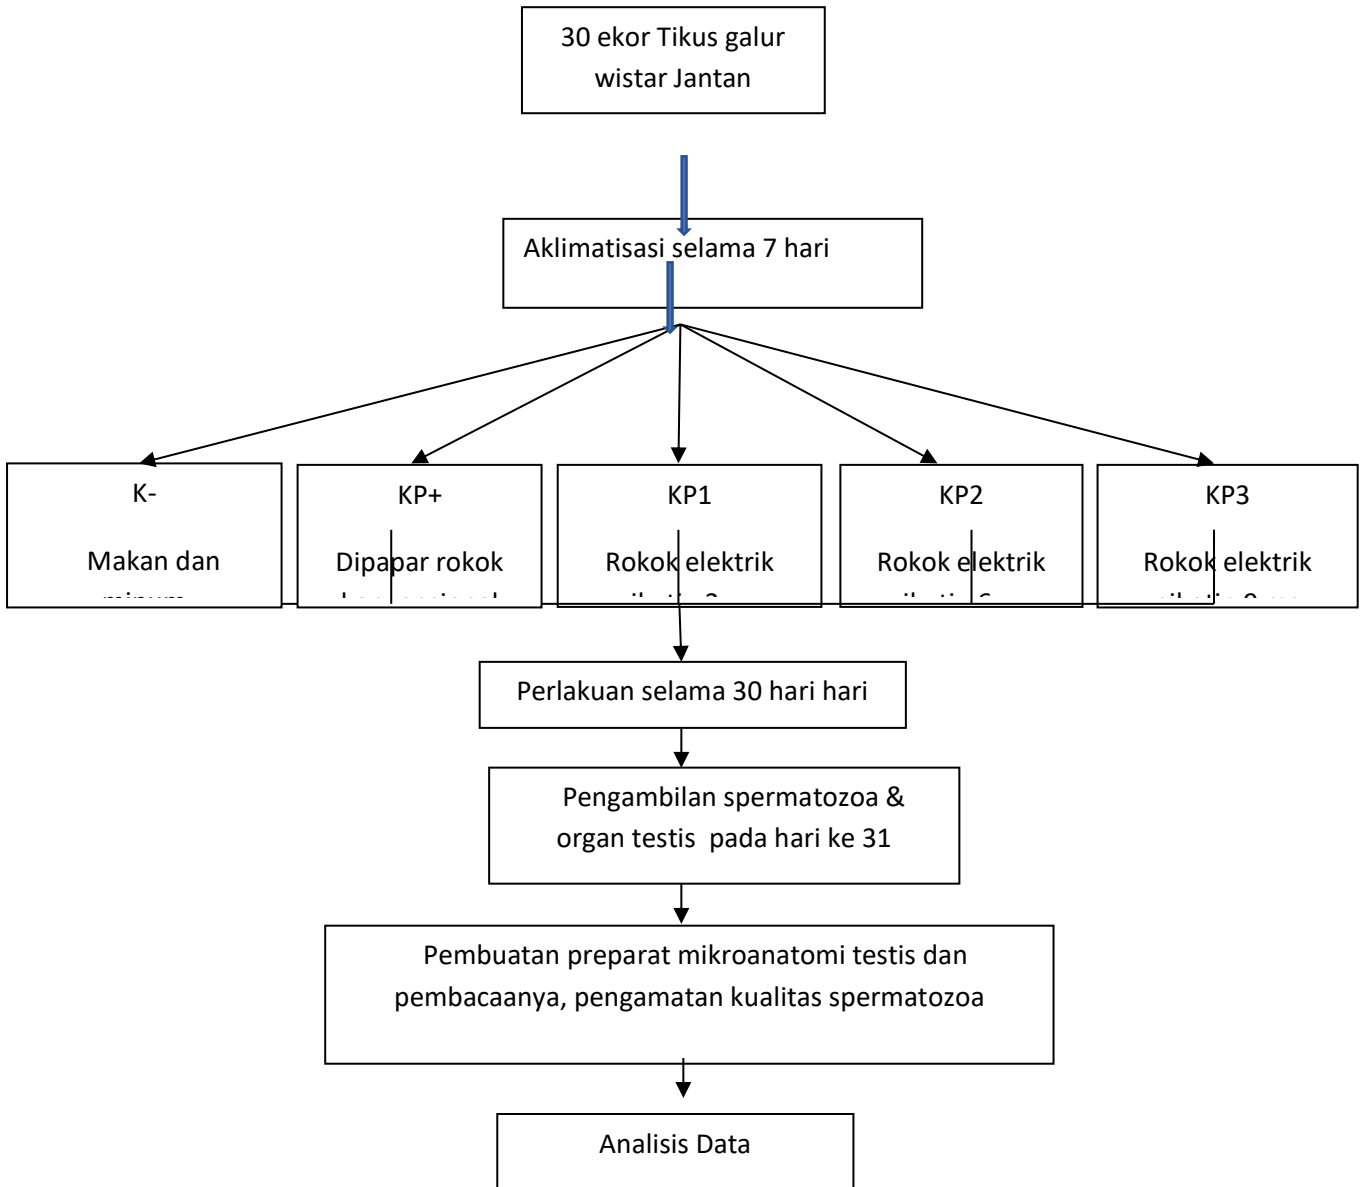 30 ekor Tikus galur
wistar Jantan
Aklimatisasi selama 7 hari
K-
Makan dan
KP+
Dipapar rokok
KP1
Rokok elektrik
KP2
Rokok elektrik
KP3
Rokok elektrik
Perlakuan selama 30 hari hari
Pengambilan spermatozoa &
organ testis pada hari ke 31
Pembuatan preparat mikroanatomi testis dan
pembacaanya, pengamatan kualitas spermatozoa
Analisis Data